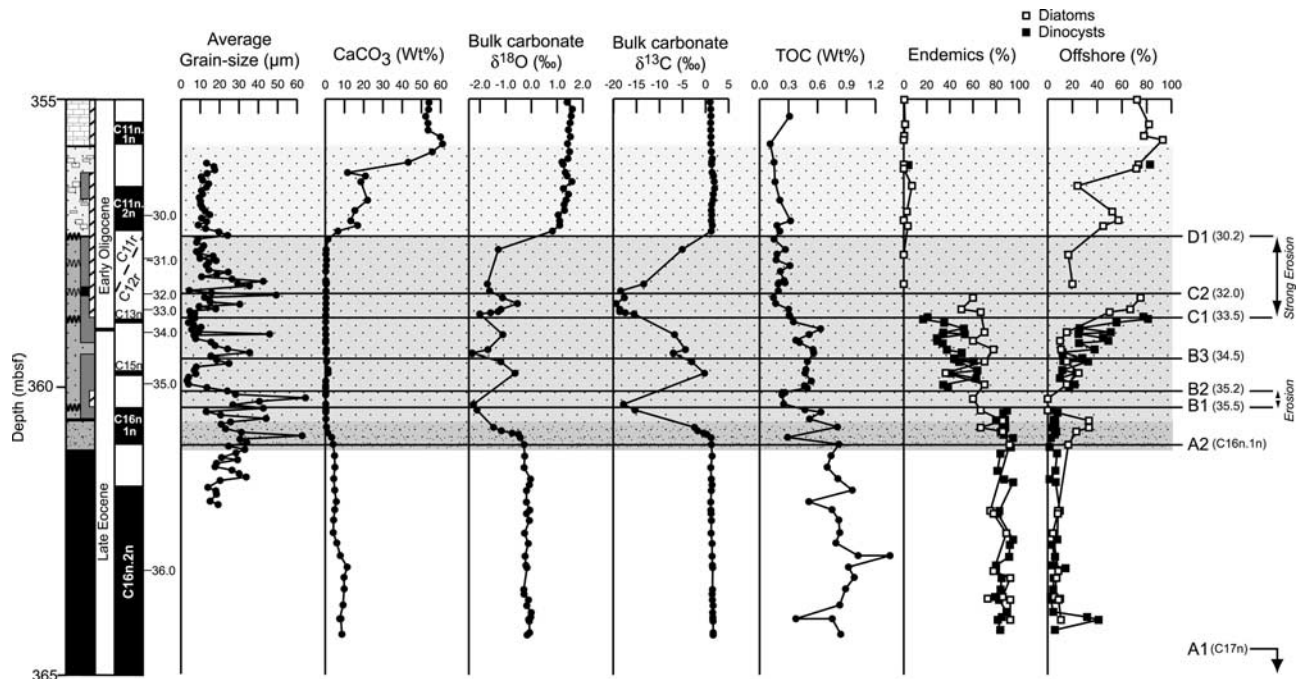 □ Diatoms
■ Dinocysts
Average
Grain-size (µm)
CaCO₃ (Wt%)
Bulk carbonate
δ¹⁸O (‰)
Bulk carbonate
δ¹³C (‰)
TOC (Wt%)
Endemics (%)
Offshore (%)
0 10 20 30 40 50 60
0 10 20 30 40 50 60
-2.0 -1.0 0.0 1.0 2.0
-20 -15 -10 -5 0 5
0 0.3 0.6 0.9 1.2
0 20 40 60 80 100
0 20 40 60 80 100
355
360
365
Depth (mbsf)
Early Oligocene
Late Eocene
C11n.
1n
C11n.
2n
C11r
C12r
C13n
C15n
C16n
1n
C16n.2n
30.0
31.0
32.0
33.0
34.0
35.0
36.0
D1 (30.2)
C2 (32.0)
C1 (33.5)
B3 (34.5)
B2 (35.2)
B1 (35.5)
A2 (C16n.1n)
A1 (C17n)
Strong Erosion
Erosion